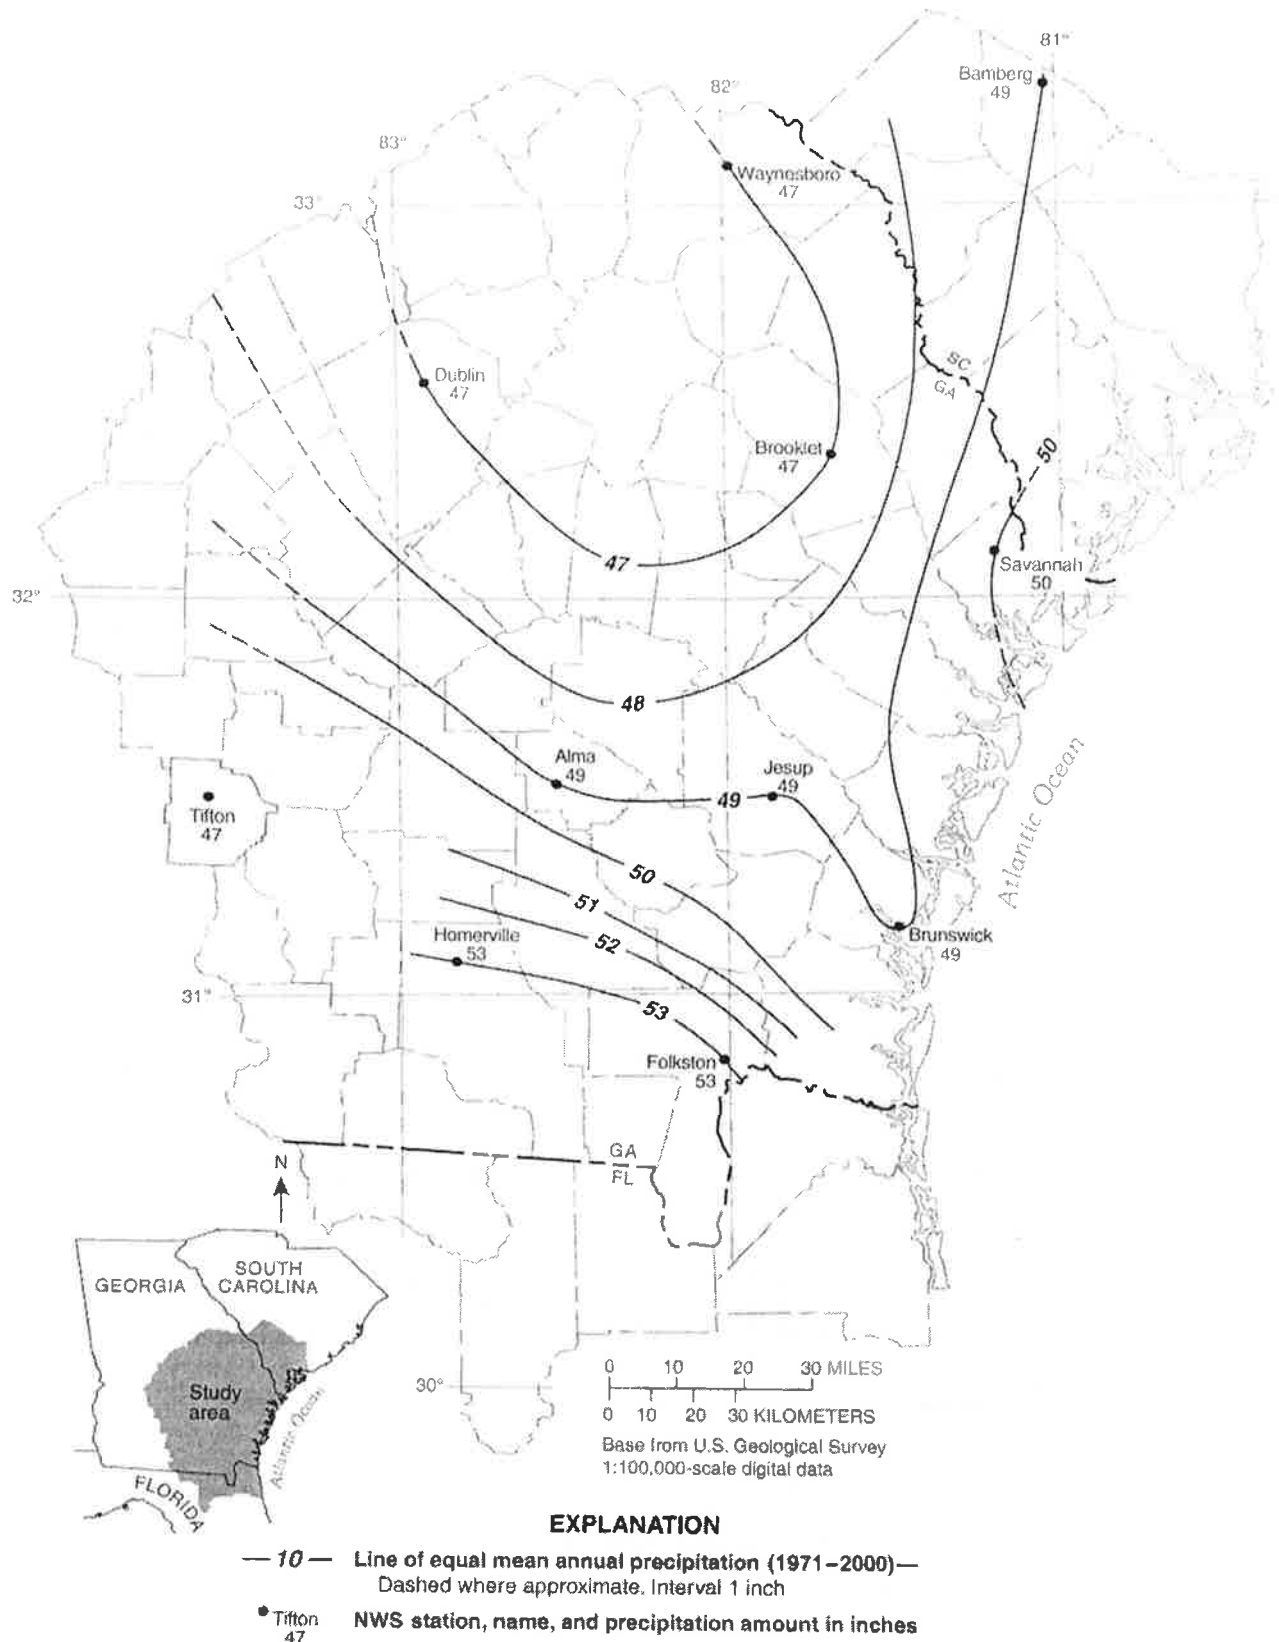 81°
Bamberg
49
82°
83°
Waynesboro
47
33°
Dublin
47
SC
GA
Brooklet
47
50
47
Savannah
50
32°
48
Alma
49
Jesup
49
49
Tifton
47
Atlantic Ocean
50
51
52
Homerville
53
Brunswick
49
31°
53
Folkston
53
GA
FL
N
GEORGIA
SOUTH
CAROLINA
Study
area
Atlantic Ocean
FLORIDA
30°
0 10 20 30 MILES
0 10 20 30 KILOMETERS
Base from U.S. Geological Survey
1:100,000-scale digital data
EXPLANATION
— 10 — Line of equal mean annual precipitation (1971–2000)—
Dashed where approximate. Interval 1 inch
Tifton NWS station, name, and precipitation amount in inches
47